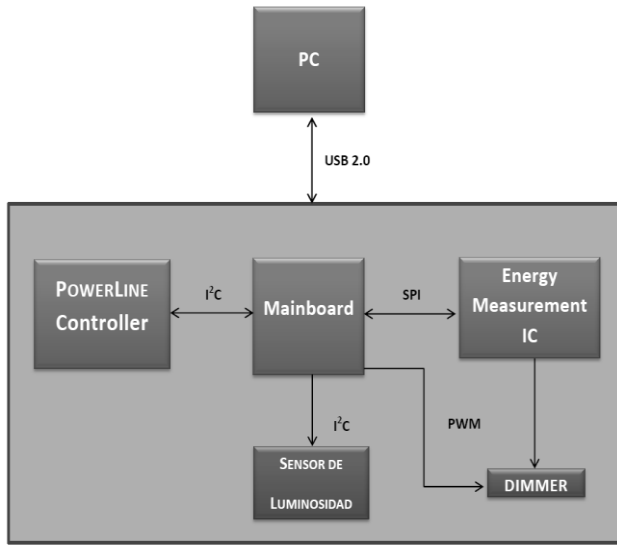 PC
USB 2.0
POWERLINE
Controller
I²C
Mainboard
SPI
Energy
Measurement
IC
I²C
PWM
SENSOR DE
LUMINOSIDAD
DIMMER